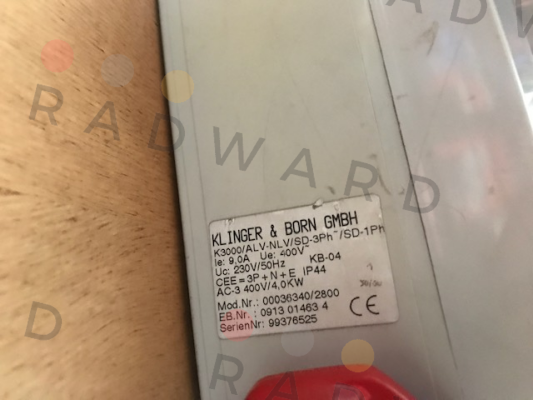 RADWARD
KLINGER & BORN GMBH
K3000/ALV-NLV/SD-3Ph~/SD-1Ph
Ie: 9,0A Ue: 400V~
Uc: 230V/50Hz KB-04
CEE=3P+N+E IP44
AC-3 400V/4,0KW
Mod.Nr.: 00036340/2800
EB.Nr.: 0913 01463 4
SerienNr: 99376525
CE
RADWARD
RADWARD